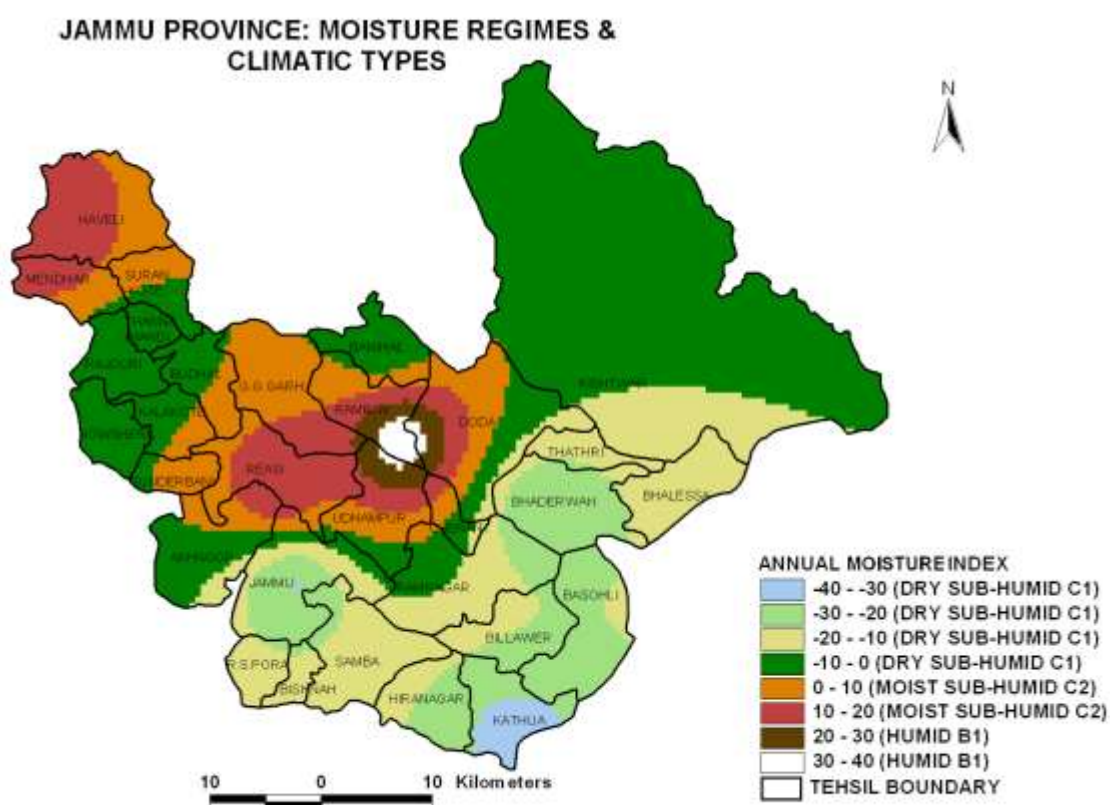 JAMMU PROVINCE: MOISTURE REGIMES &
CLIMATIC TYPES
N
HAVELI
MENDHAR
SURAN
RAJOURI
BUDHAL
BANIHAL
G.G GARH
KALAKOTE
RAMBAN
DODA
KISHTWAR
SUNDERBANI
REASI
THATHRI
UDHAMPUR
BHADERWAH
BHALESSA
AKHNOOR
JAMMU
BASOHLI
BILLAWER
R S PORA
SAMBA
BISHNAH
HIRANAGAR
KATHUA
ANNUAL MOISTURE INDEX
-40 - -30 (DRY SUB-HUMID C1)
-30 - -20 (DRY SUB-HUMID C1)
-20 - -10 (DRY SUB-HUMID C1)
-10 - 0 (DRY SUB-HUMID C1)
0 - 10 (MOIST SUB-HUMID C2)
10 - 20 (MOIST SUB-HUMID C2)
20 - 30 (HUMID B1)
30 - 40 (HUMID B1)
TEHSIL BOUNDARY
10 0 10 Kilometers